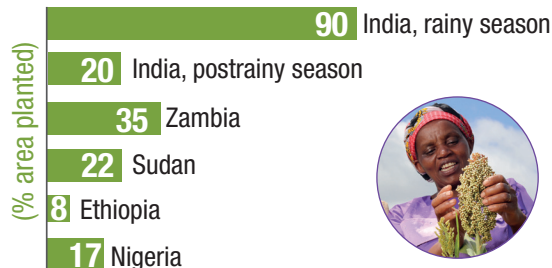 (% area planted)
90 India, rainy season
20 India, postrainy season
35 Zambia
22 Sudan
8 Ethiopia
17 Nigeria